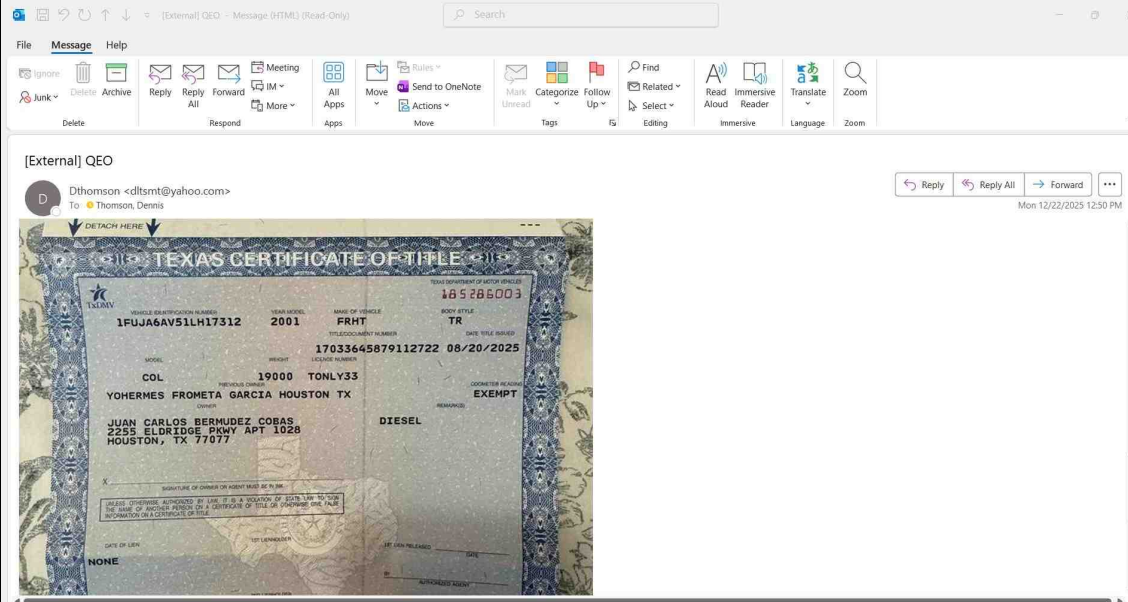 [External] QEO - Message (HTML) (Read-Only)
Search
File Message Help
Ignore
Junk
Delete
Archive
Reply
Reply All
Forward
Meeting
IM
More
All Apps
Move
Rules
Send to OneNote
Actions
Mark Unread
Categorize
Follow Up
Find
Related
Select
Read Aloud
Immersive Reader
Translate
Zoom
Delete Respond Apps Move Tags Editing Immersive Language Zoom
[External] QEO
D
Dthomson <dltsmt@yahoo.com>
To Thomson, Dennis
Reply Reply All Forward
Mon 12/22/2025 12:50 PM
DETACH HERE
TEXAS CERTIFICATE OF TITLE
TxDMV
TEXAS DEPARTMENT OF MOTOR VEHICLES
185286003
VEHICLE IDENTIFICATION NUMBER YEAR MODEL MAKE OF VEHICLE BODY STYLE
1FUJA6AV51LH17312 2001 FRHT TR
TITLE/DOCUMENT NUMBER DATE TITLE ISSUED
17033645879112722 08/20/2025
MODEL WEIGHT LICENSE NUMBER
COL 19000 TONLY33
PREVIOUS OWNER ODOMETER READING
YOHERMES FROMETA GARCIA HOUSTON TX EXEMPT
OWNER REMARK(S)
JUAN CARLOS BERMUDEZ COBAS DIESEL
2255 ELDRIDGE PKWY APT 1028
HOUSTON, TX 77077
X
SIGNATURE OF OWNER OR AGENT MUST BE IN INK
UNLESS OTHERWISE AUTHORIZED BY LAW, IT IS A VIOLATION OF STATE LAW TO SIGN
THE NAME OF ANOTHER PERSON ON A CERTIFICATE OF TITLE OR OTHERWISE GIVE FALSE
INFORMATION ON A CERTIFICATE OF TITLE.
DATE OF LIEN 1ST LIENHOLDER 1ST LIEN RELEASED
DATE
NONE
AUTHORIZED AGENT